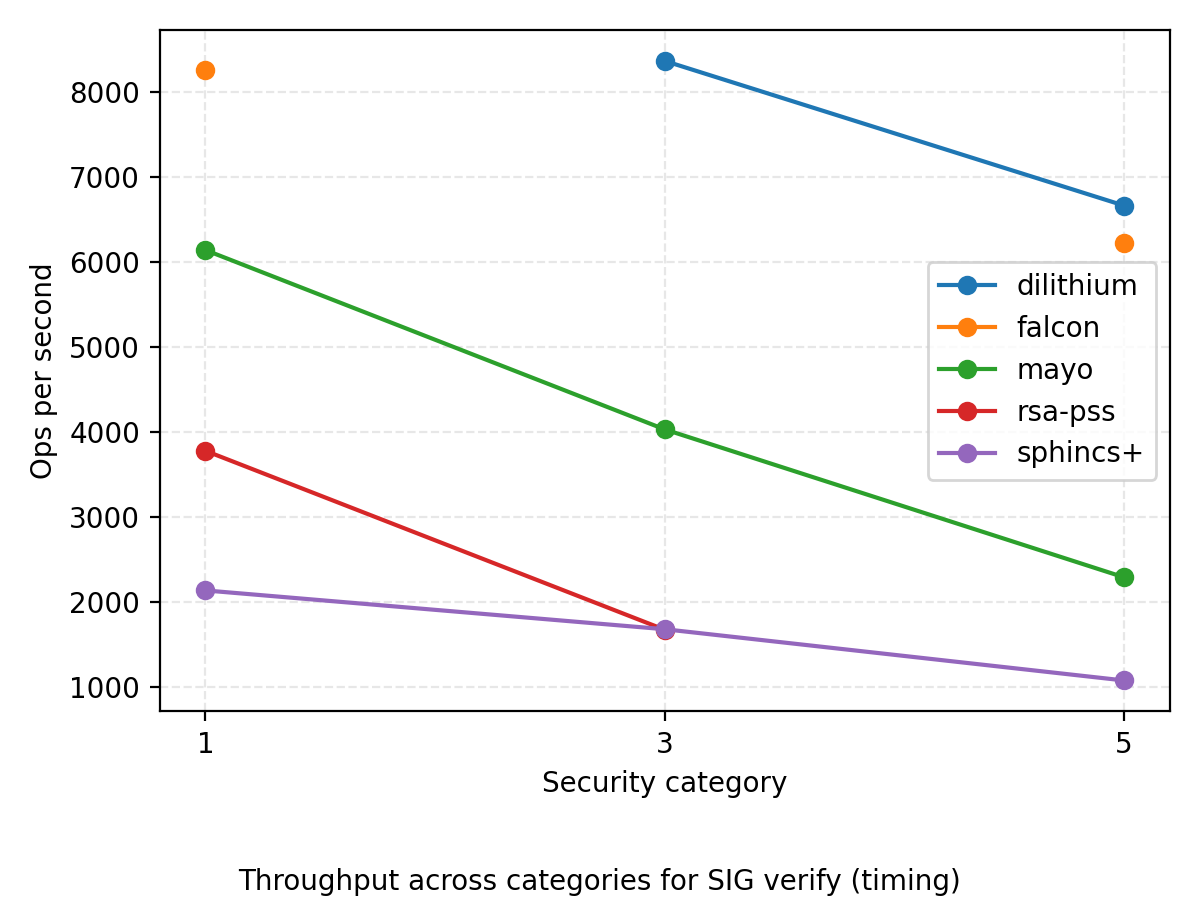 8000
7000
6000
5000
4000
3000
2000
1000
Ops per second
dilithium
falcon
mayo
rsa-pss
sphincs+
1 3 5
Security category
Throughput across categories for SIG verify (timing)